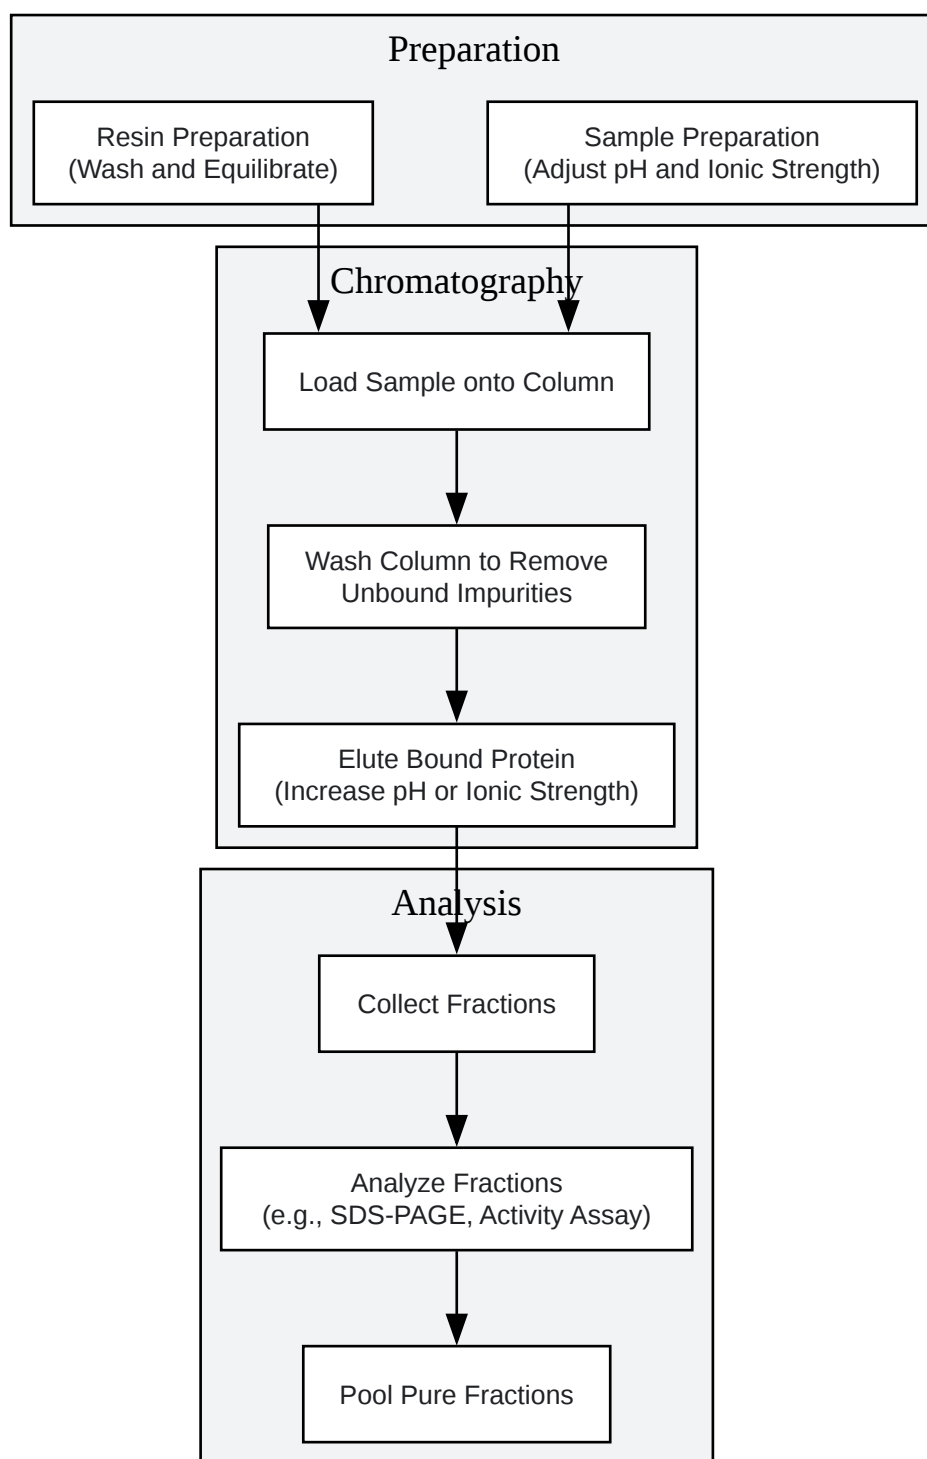 Preparation
Resin Preparation
(Wash and Equilibrate)
Sample Preparation
(Adjust pH and Ionic Strength)
Chromatography
Load Sample onto Column
Wash Column to Remove
Unbound Impurities
Elute Bound Protein
(Increase pH or Ionic Strength)
Analysis
Collect Fractions
Analyze Fractions
(e.g., SDS-PAGE, Activity Assay)
Pool Pure Fractions